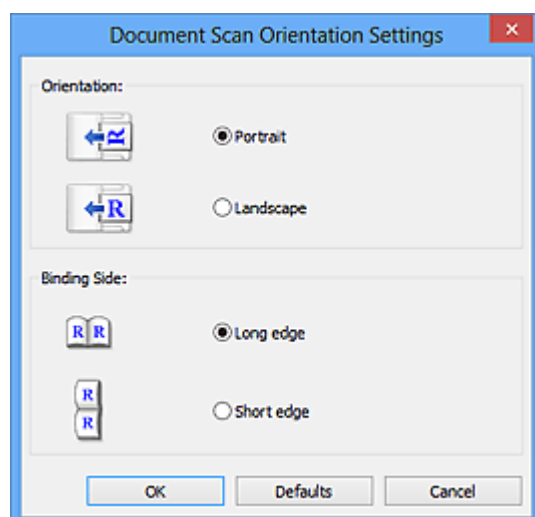 Document Scan Orientation Settings
Orientation:
R
Portrait
R
Landscape
Binding Side:
R R
Long edge
R
R
Short edge
OK Defaults Cancel